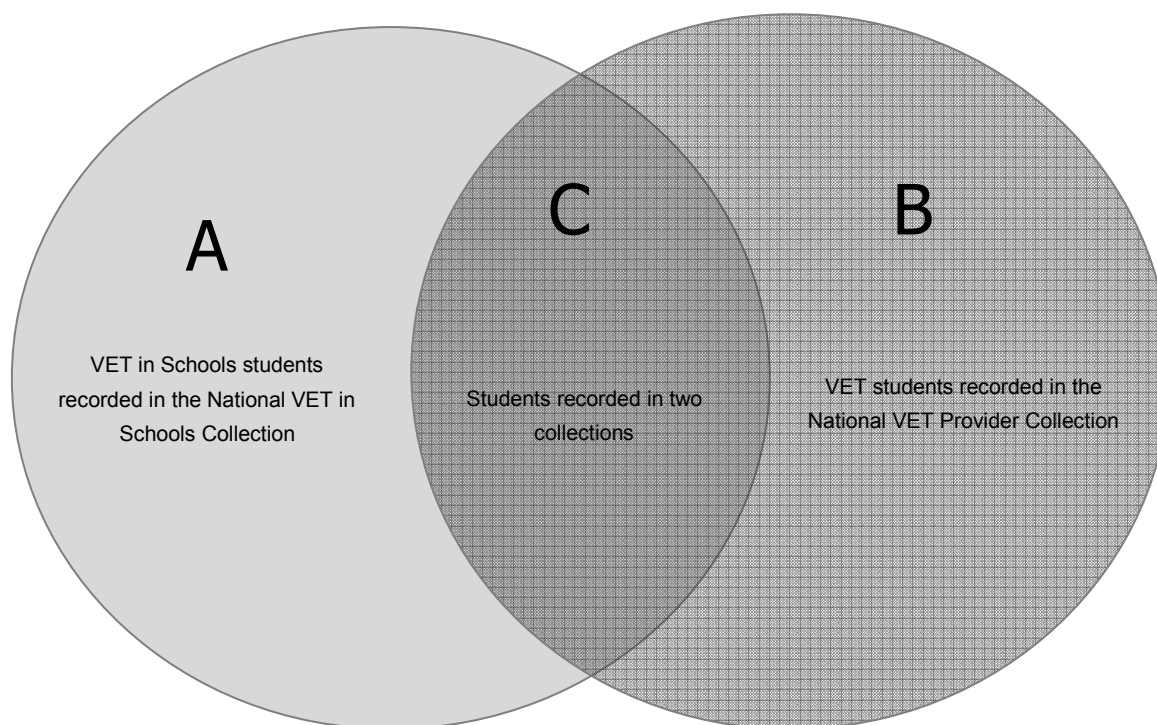 A
VET in Schools students
recorded in the National VET in
Schools Collection
C
Students recorded in two
collections
B
VET students recorded in the
National VET Provider Collection